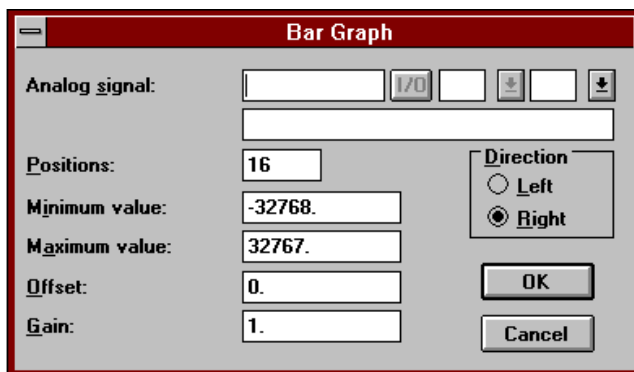 Bar Graph
Analog signal:
I/O
Positions:
16
Direction
Left
Right
Minimum value:
-32768.
Maximum value:
32767.
Offset:
0.
OK
Gain:
1.
Cancel